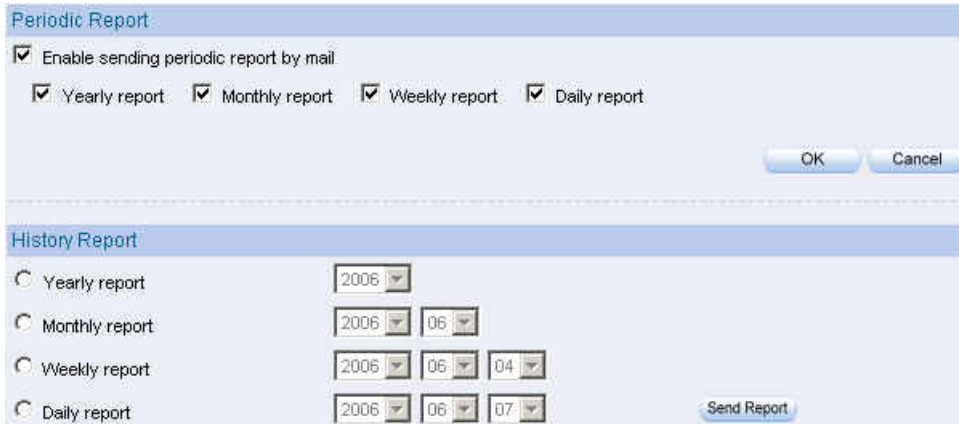 Periodic Report
Enable sending periodic report by mail
Yearly report Monthly report Weekly report Daily report
OK Cancel
History Report
Yearly report 2006
Monthly report 2006 06
Weekly report 2006 06 04
Daily report 2006 06 07 Send Report